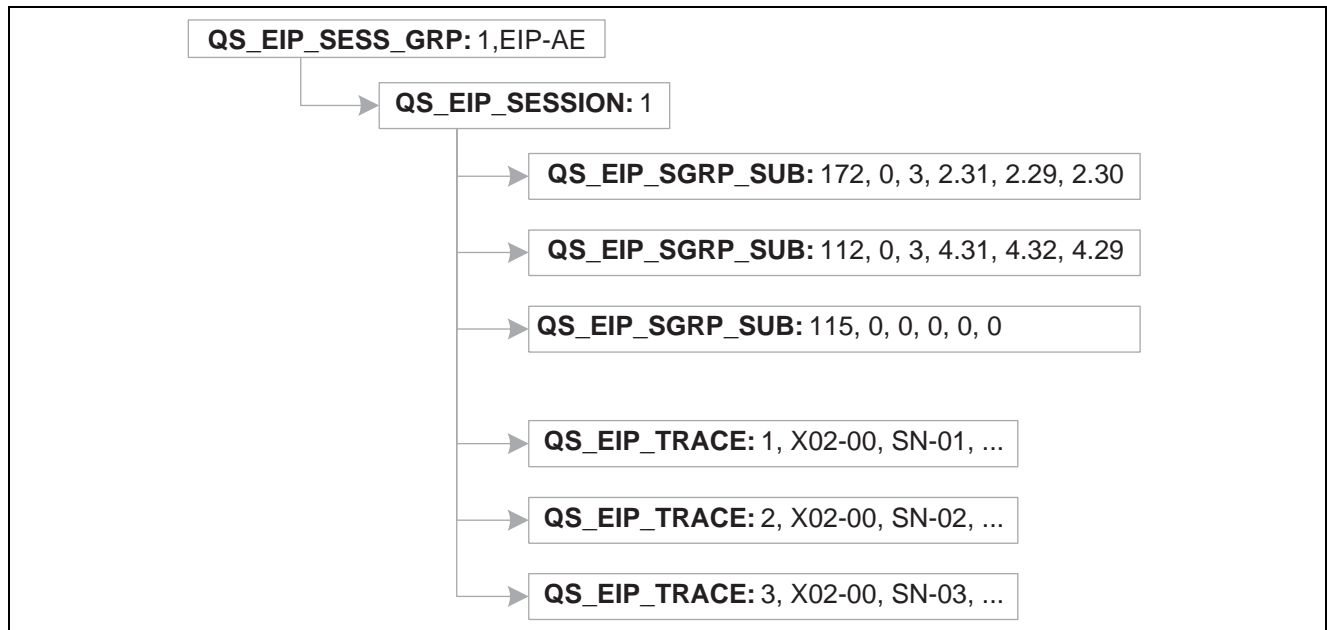 QS_EIP_SESS_GRP: 1,EIP-AE
QS_EIP_SESSION: 1
QS_EIP_SGRP_SUB: 172, 0, 3, 2.31, 2.29, 2.30
QS_EIP_SGRP_SUB: 112, 0, 3, 4.31, 4.32, 4.29
QS_EIP_SGRP_SUB: 115, 0, 0, 0, 0, 0
QS_EIP_TRACE: 1, X02-00, SN-01, ...
QS_EIP_TRACE: 2, X02-00, SN-02, ...
QS_EIP_TRACE: 3, X02-00, SN-03, ...